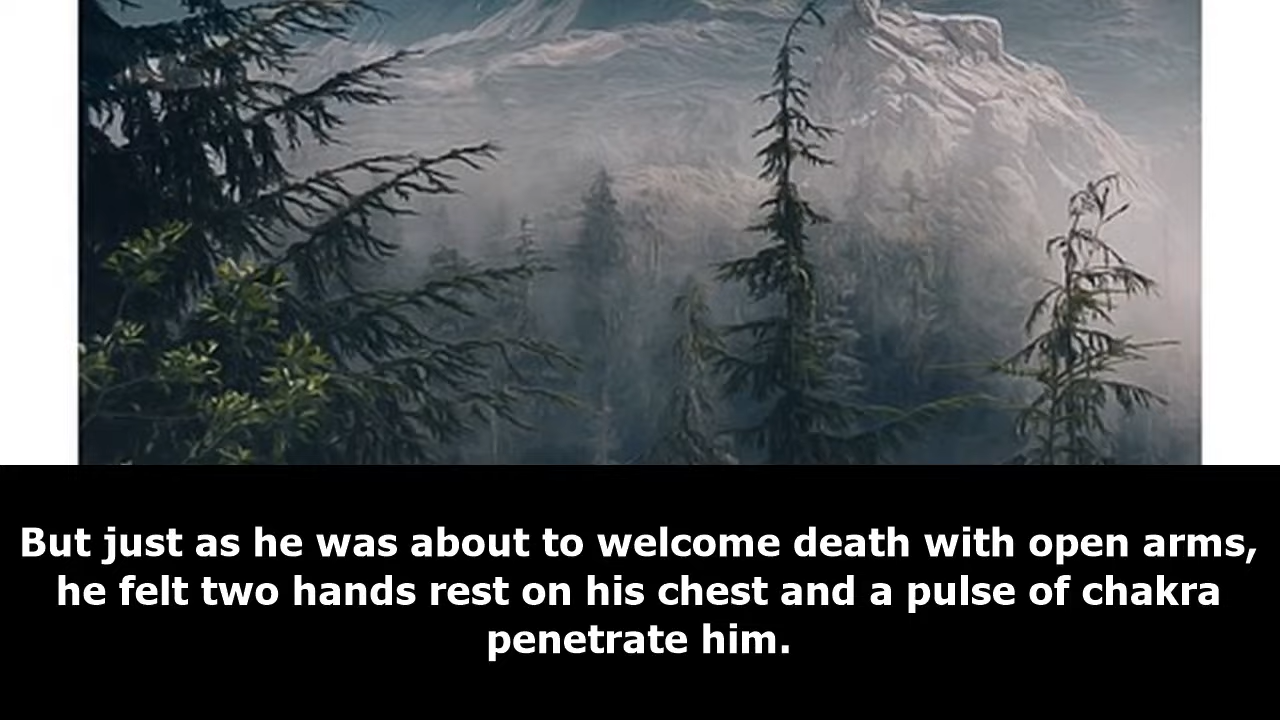 But just as he was about to welcome death with open arms,
he felt two hands rest on his chest and a pulse of chakra
penetrate him.